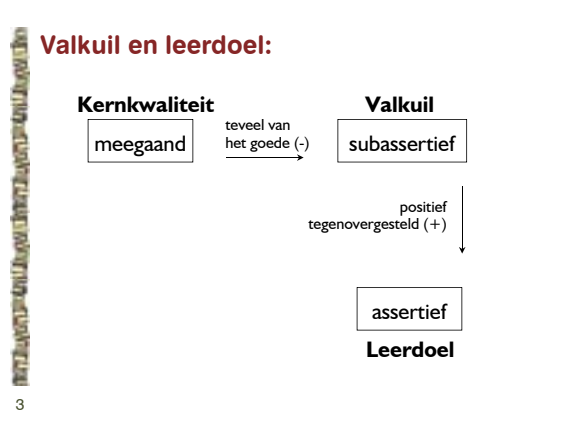 Valkuil en leerdoel:
Kernkwaliteit
meegaand
teveel van
het goede (-)
Valkuil
subassertief
positief
tegenovergesteld (+)
assertief
Leerdoel
3